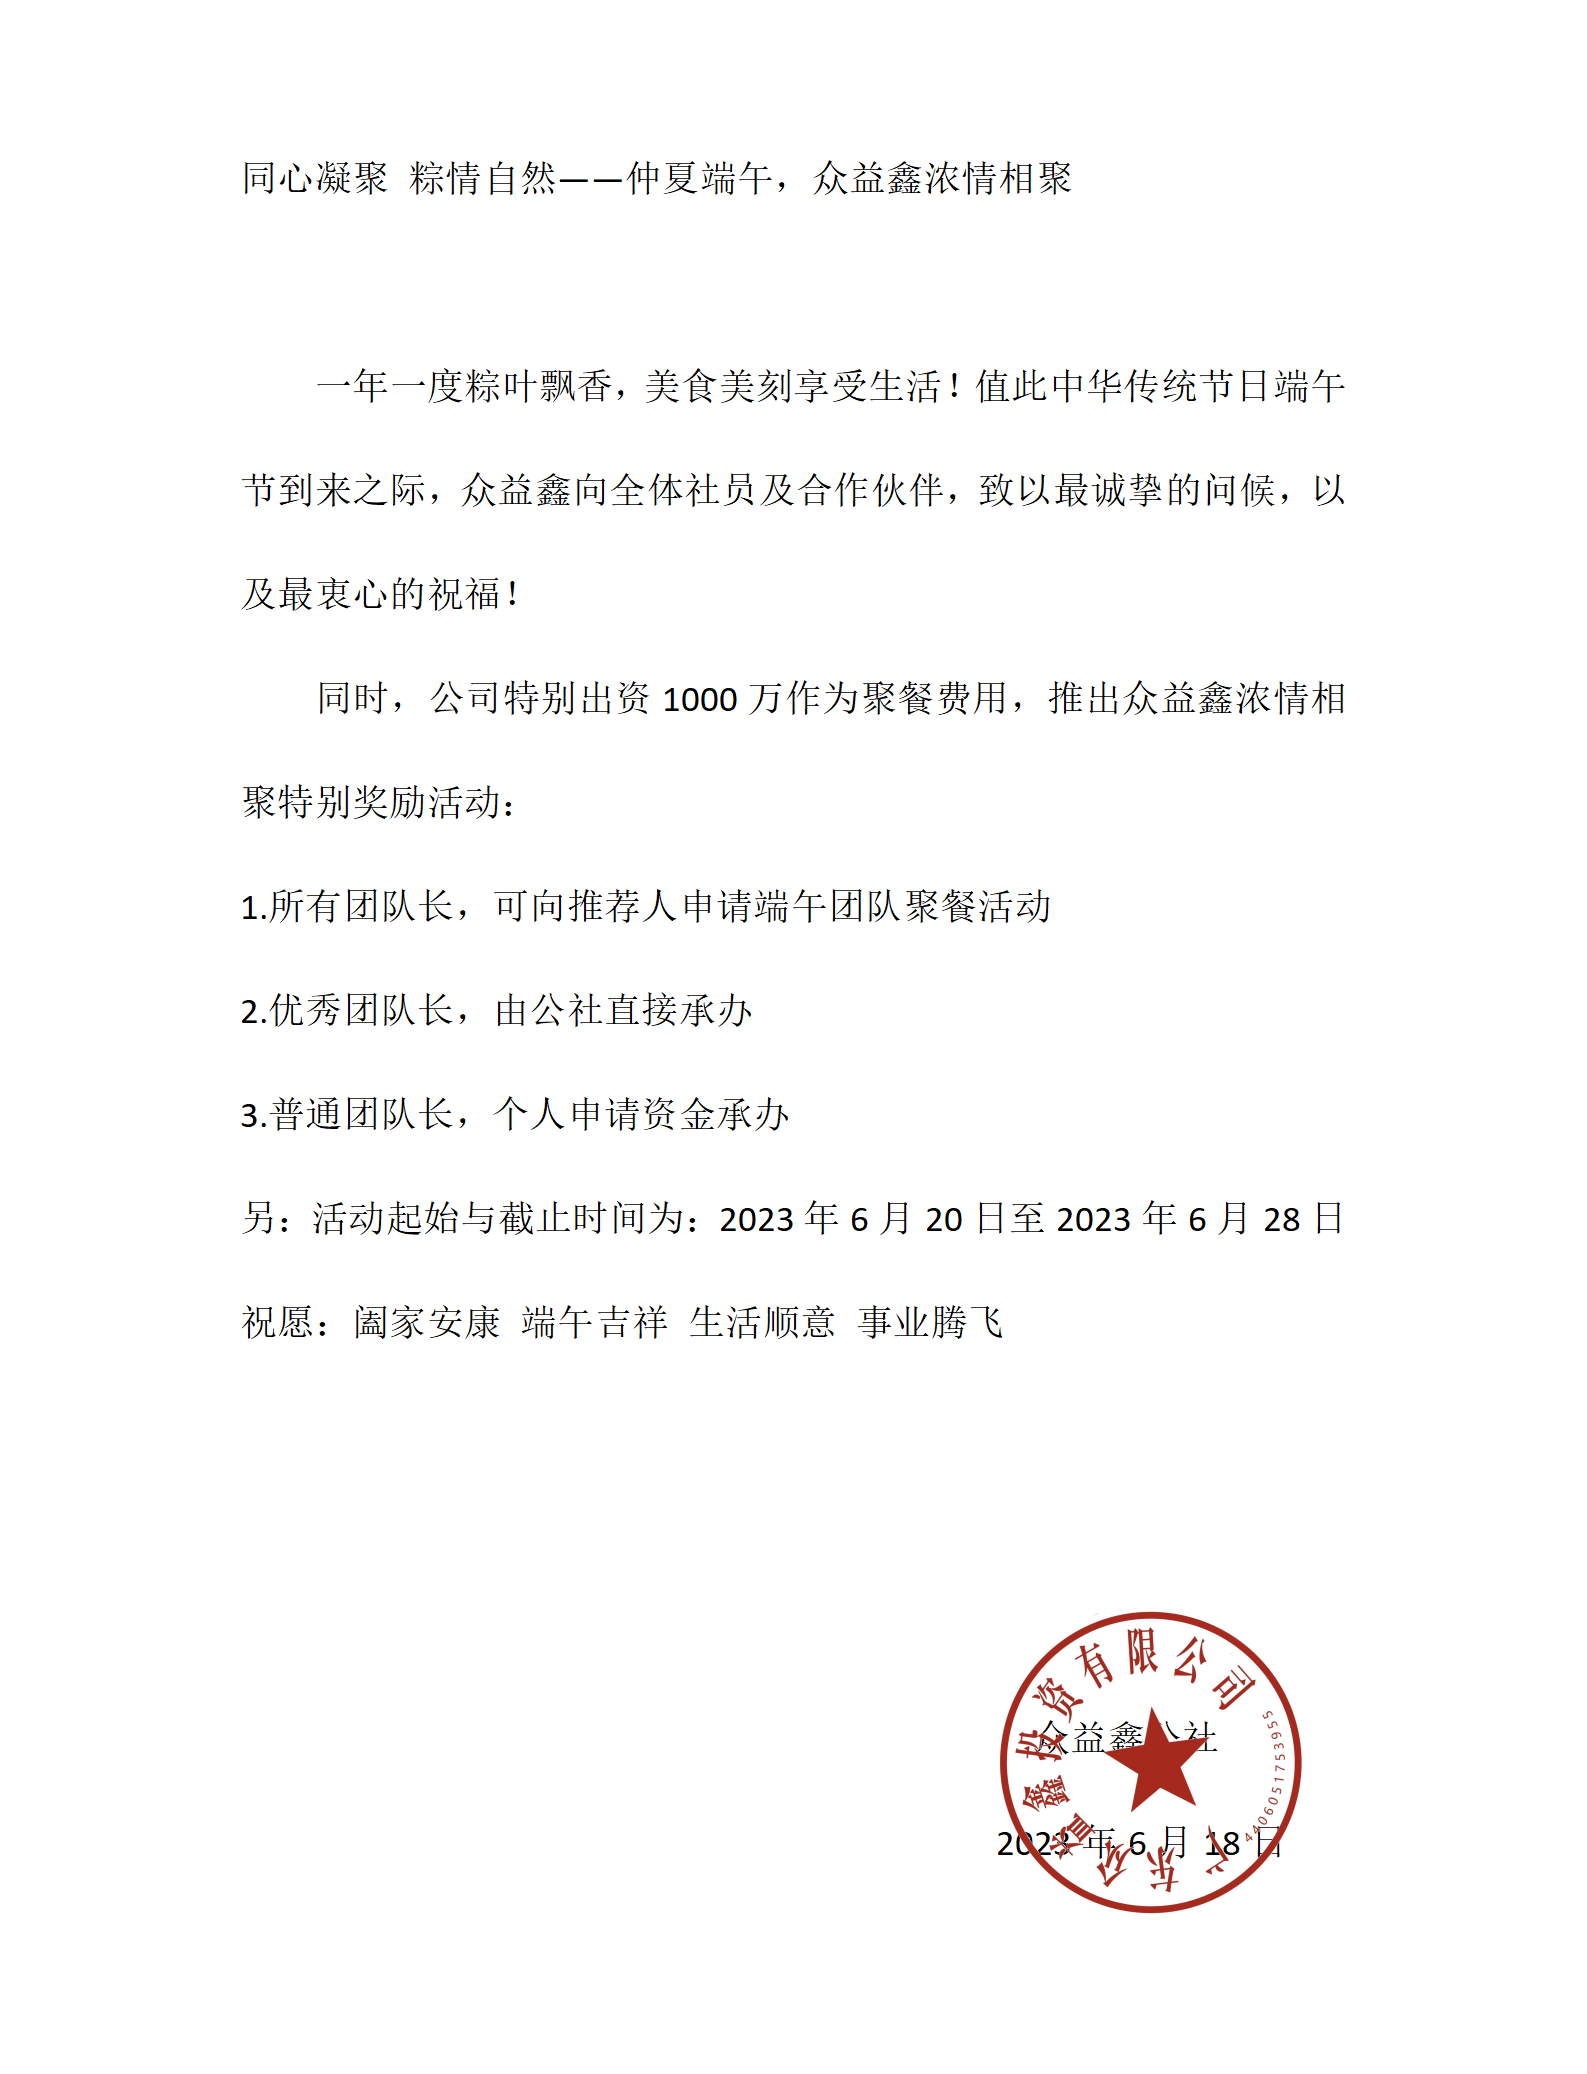 同心凝聚 粽情自然——仲夏端午，众益鑫浓情相聚
一年一度粽叶飘香，美食美刻享受生活！值此中华传统节日端午
节到来之际，众益鑫向全体社员及合作伙伴，致以最诚挚的问候，以
及最衷心的祝福！
同时，公司特别出资 1000 万作为聚餐费用，推出众益鑫浓情相
聚特别奖励活动：
1.所有团队长，可向推荐人申请端午团队聚餐活动
2.优秀团队长，由公社直接承办
3.普通团队长，个人申请资金承办
另：活动起始与截止时间为：2023 年 6 月 20 日至 2023 年 6 月 28 日
祝愿：阖家安康 端午吉祥 生活顺意 事业腾飞
众益鑫公社
2023 年 6 月 18 日
广东众益鑫投资有限公司
4406051753955